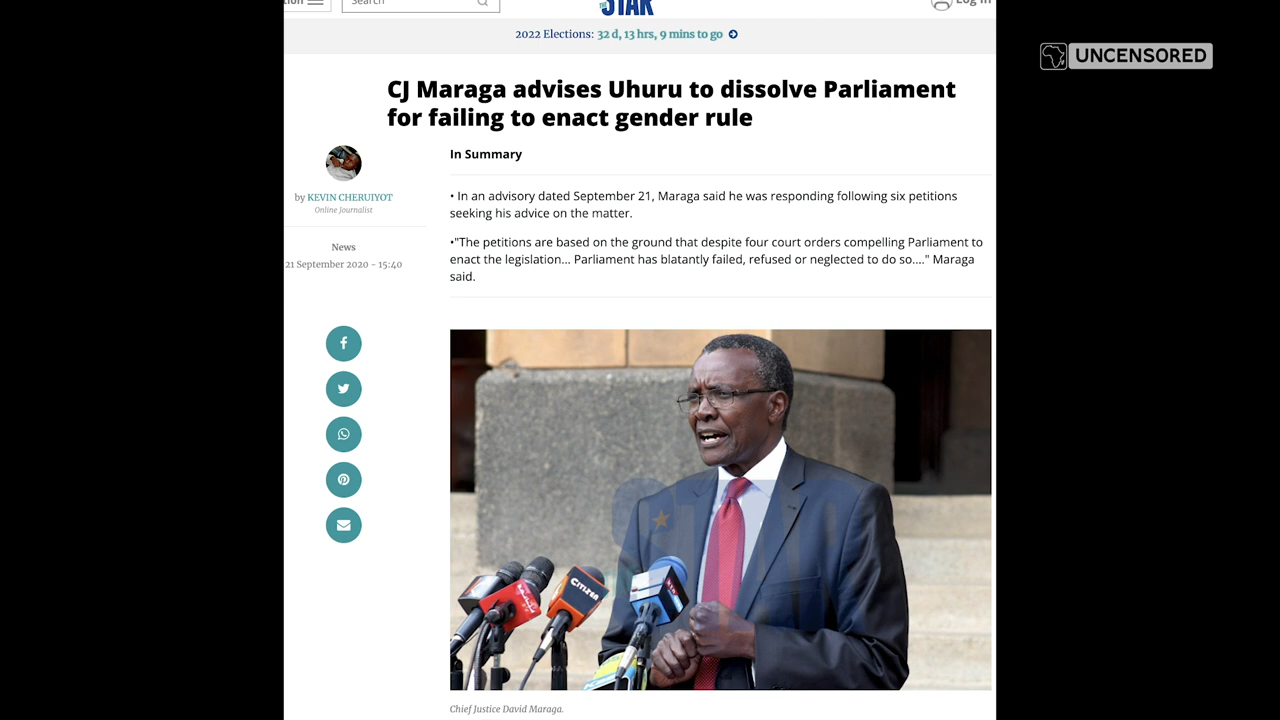 Search
THE
STAR
Log in
UNCENSORED
2022 Elections: 32 d, 13 hrs, 9 mins to go
CJ Maraga advises Uhuru to dissolve Parliament
for failing to enact gender rule
by KEVIN CHERUIYOT
Online Journalist
News
21 September 2020 - 15:40
In Summary
• In an advisory dated September 21, Maraga said he was responding following six petitions
seeking his advice on the matter.
•"The petitions are based on the ground that despite four court orders compelling Parliament to
enact the legislation... Parliament has blatantly failed, refused or neglected to do so...." Maraga
said.
STAR
CITIZEN
Chief Justice David Maraga.